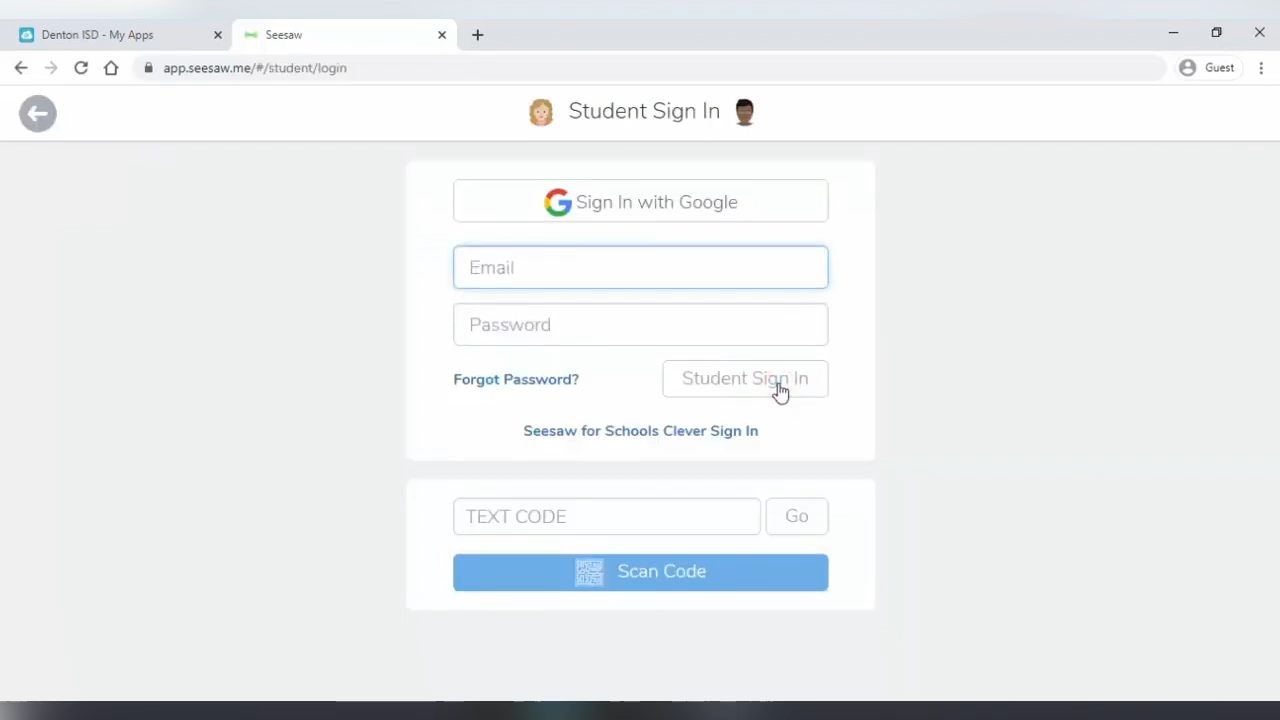 Denton ISD - My Apps
Seesaw
app.seesaw.me/#/student/login
Guest
Student Sign In
Sign In with Google
Email
Password
Forgot Password?
Student Sign In
Seesaw for Schools Clever Sign In
TEXT CODE
Go
Scan Code